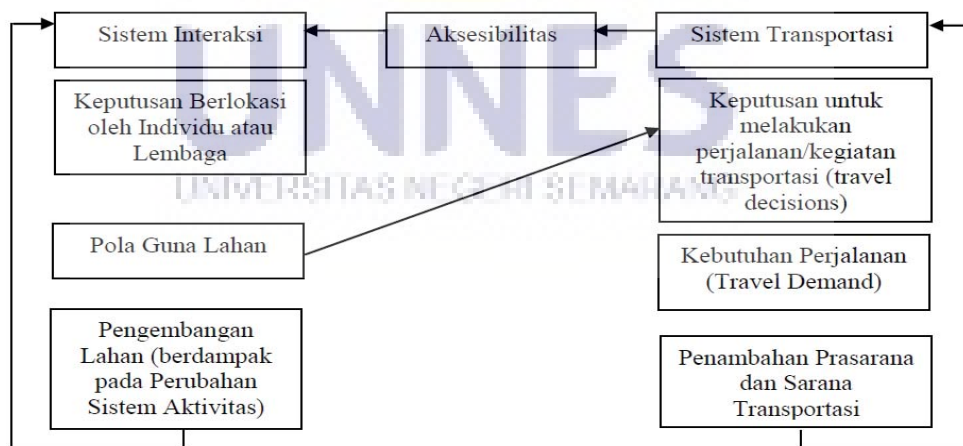 Sistem Interaksi
Aksesibilitas
Sistem Transportasi
Keputusan Berlokasi
oleh Individu atau
Lembaga
Keputusan untuk
melakukan
perjalanan/kegiatan
transportasi (travel
decisions)
Pola Guna Lahan
Kebutuhan Perjalanan
(Travel Demand)
Pengembangan
Lahan (berdampak
pada Perubahan
Sistem Aktivitas)
Penambahan Prasarana
dan Sarana
Transportasi
UNNES
UNIVERSITAS NEGERI SEMARANG